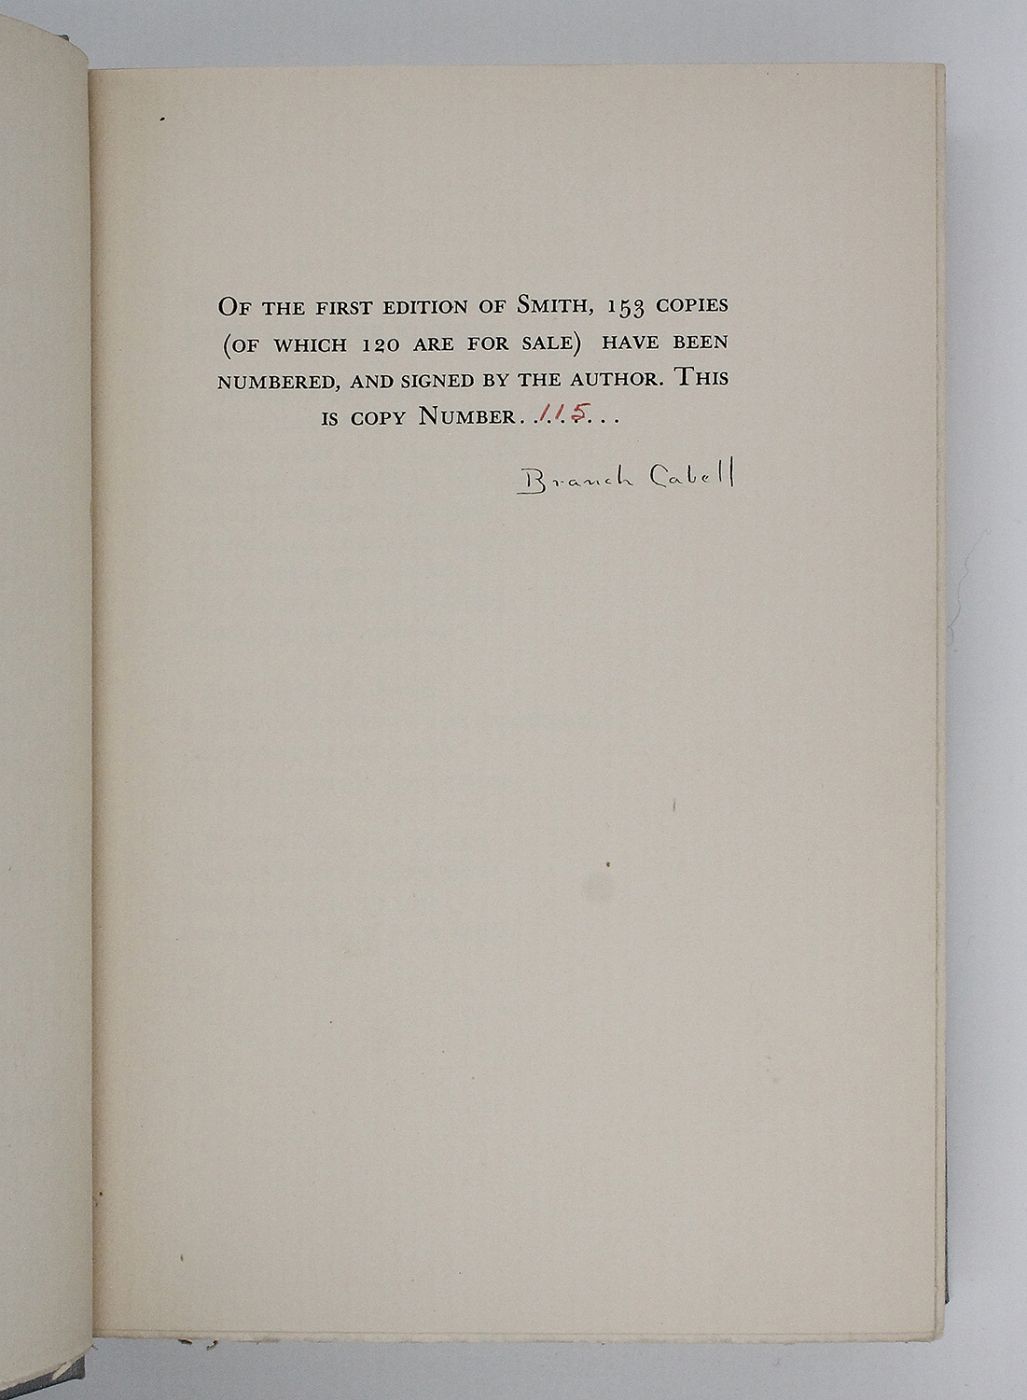 Of the first edition of Smith, 153 copies
(of which 120 are for sale) have been
numbered, and signed by the author. This
is copy Number. .115. . .
Branch Cabell